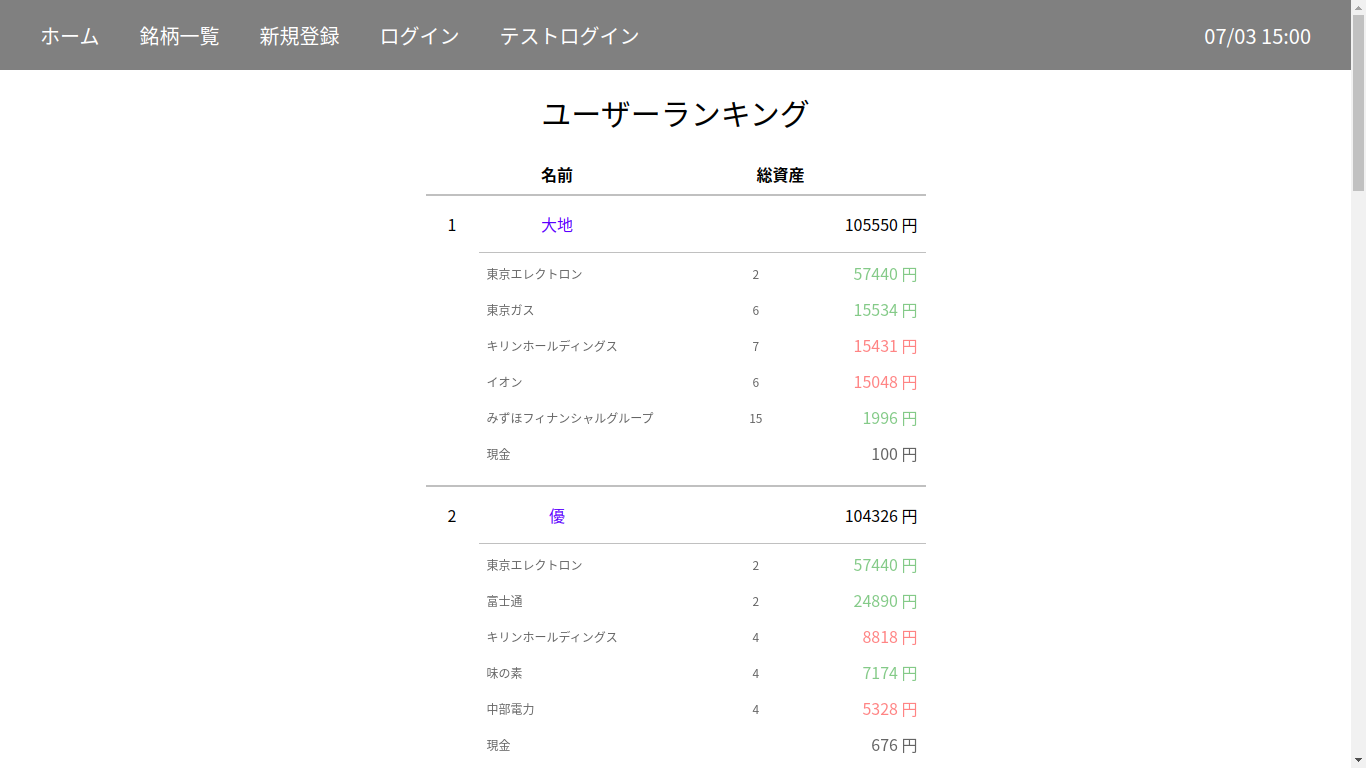 ホーム 銘柄一覧 新規登録 ログイン テストログイン 07/03 15:00
ユーザーランキング
名前 総資産
1 大地 105550 円
東京エレクトロン 2 57440 円
東京ガス 6 15534 円
キリンホールディングス 7 15431 円
イオン 6 15048 円
みずほフィナンシャルグループ 15 1996 円
現金 100 円
2 優 104326 円
東京エレクトロン 2 57440 円
富士通 2 24890 円
キリンホールディングス 4 8818 円
味の素 4 7174 円
中部電力 4 5328 円
現金 676 円